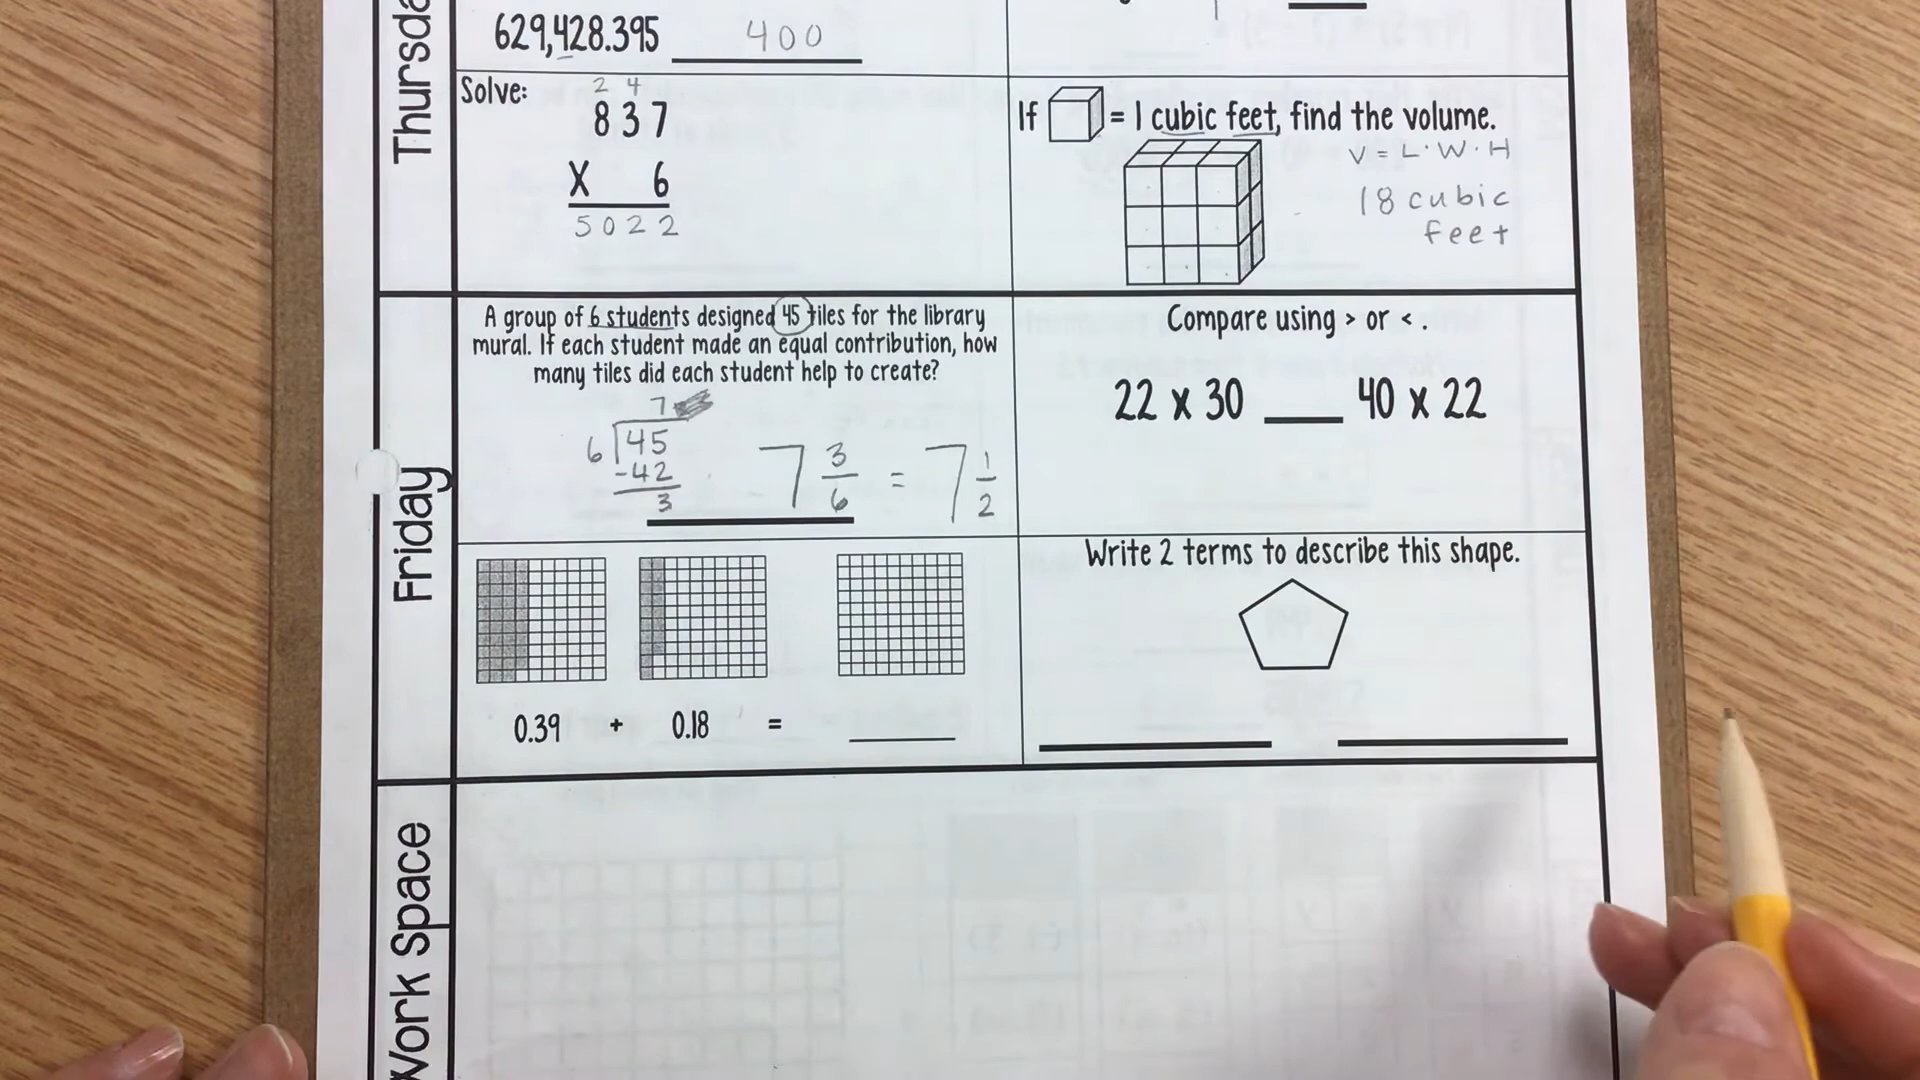 Thursda
629,428.395 400
Solve:
2 4
837
X 6
5022
If = 1 cubic feet, find the volume.
V = L · W · H
18 cubic
feet
Friday
A group of 6 students designed 45 tiles for the library
mural. If each student made an equal contribution, how
many tiles did each student help to create?
7
6 45
-42
3
7 3/6 = 7 1/2
Compare using > or < .
22 x 30 ___ 40 x 22
0.39 + 0.18 = ___
Write 2 terms to describe this shape.
Work Space